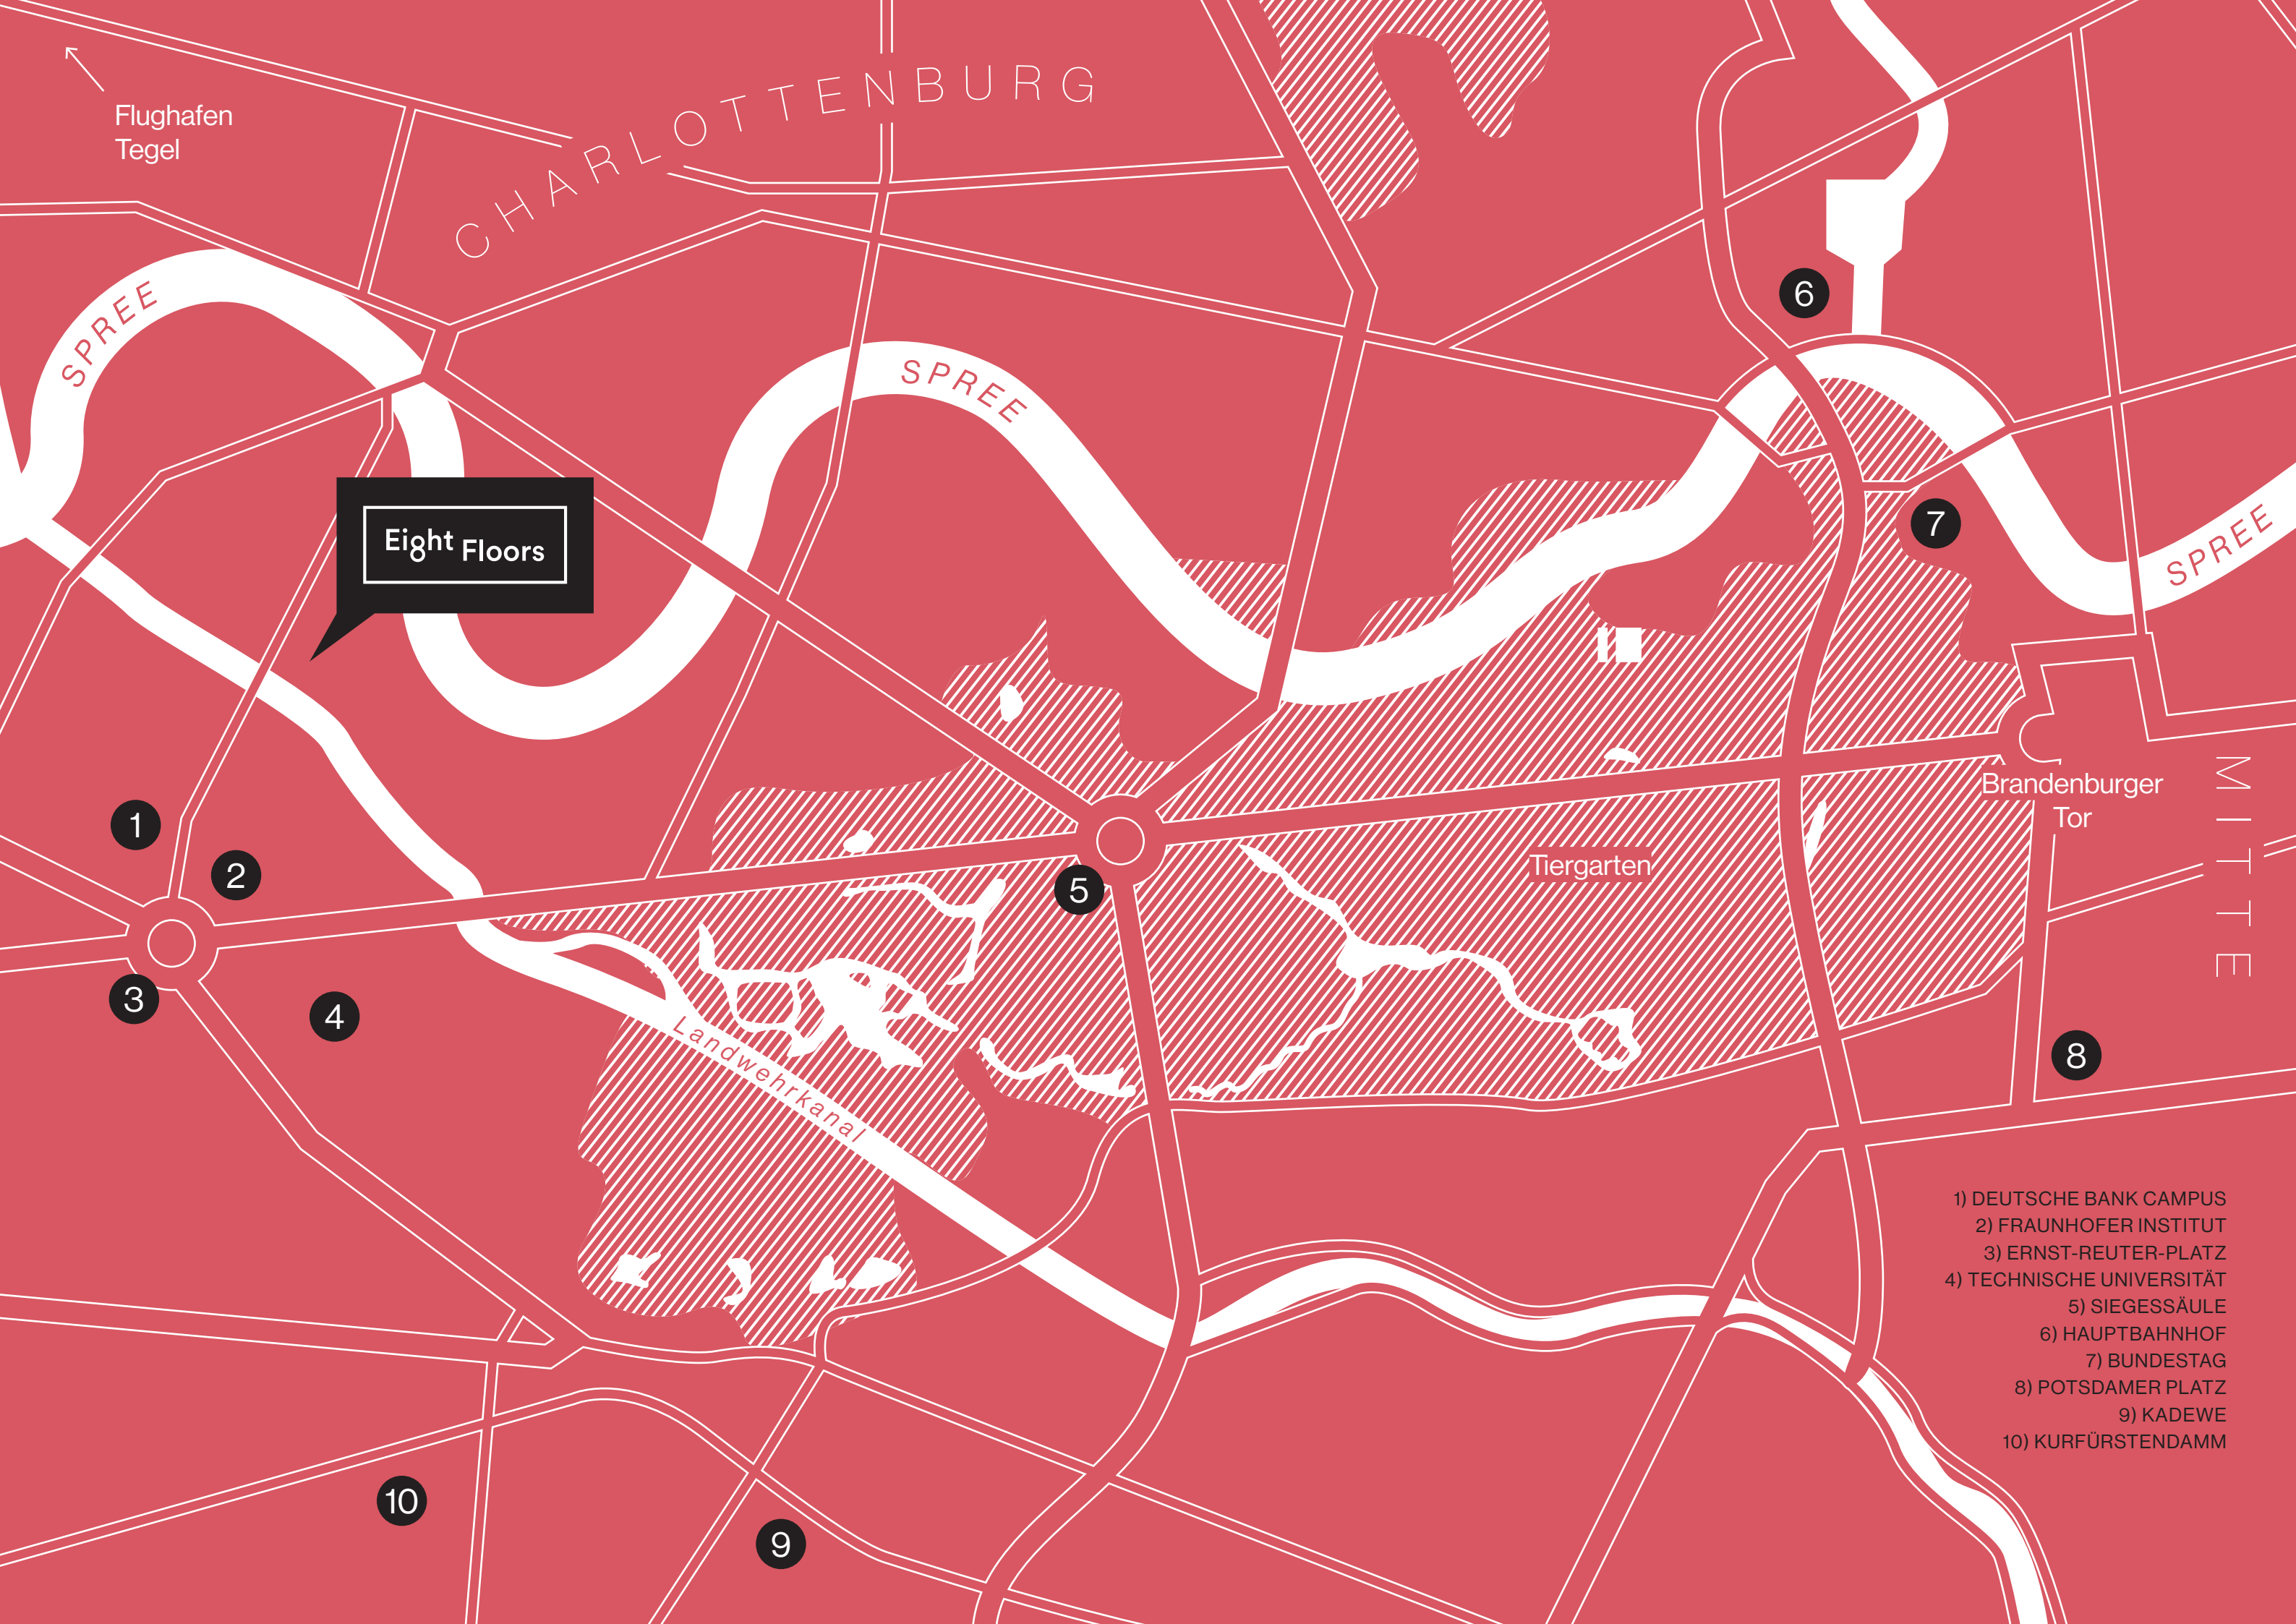 Flughafen
Tegel
CHARLOTTENBURG
SPREE
SPREE
SPREE
Eight Floors
6
7
1
2
3
4
5
Tiergarten
Brandenburger
Tor
MITTE
Landwehrkanal
8
9
10
1) DEUTSCHE BANK CAMPUS
2) FRAUNHOFER INSTITUT
3) ERNST-REUTER-PLATZ
4) TECHNISCHE UNIVERSITÄT
5) SIEGESSÄULE
6) HAUPTBAHNHOF
7) BUNDESTAG
8) POTSDAMER PLATZ
9) KADEWE
10) KURFÜRSTENDAMM